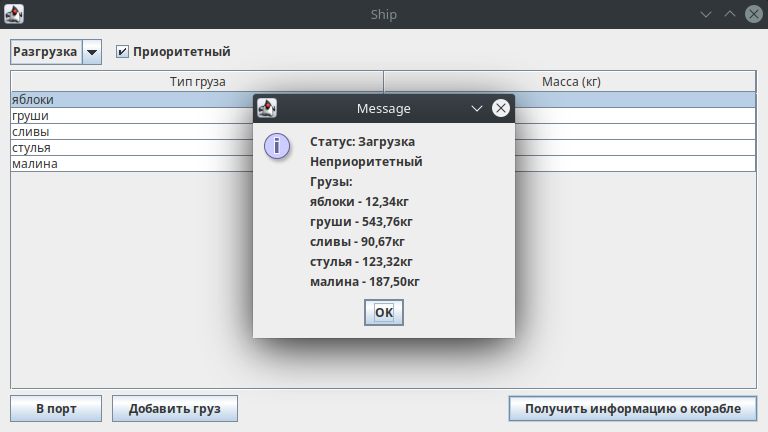 Ship
Разгрузка
Приоритетный
Тип груза
Масса (кг)
яблоки
груши
сливы
стулья
малина
Message
Статус: Загрузка
Неприоритетный
Грузы:
яблоки - 12,34кг
груши - 543,76кг
сливы - 90,67кг
стулья - 123,32кг
малина - 187,50кг
OK
В порт
Добавить груз
Получить информацию о корабле